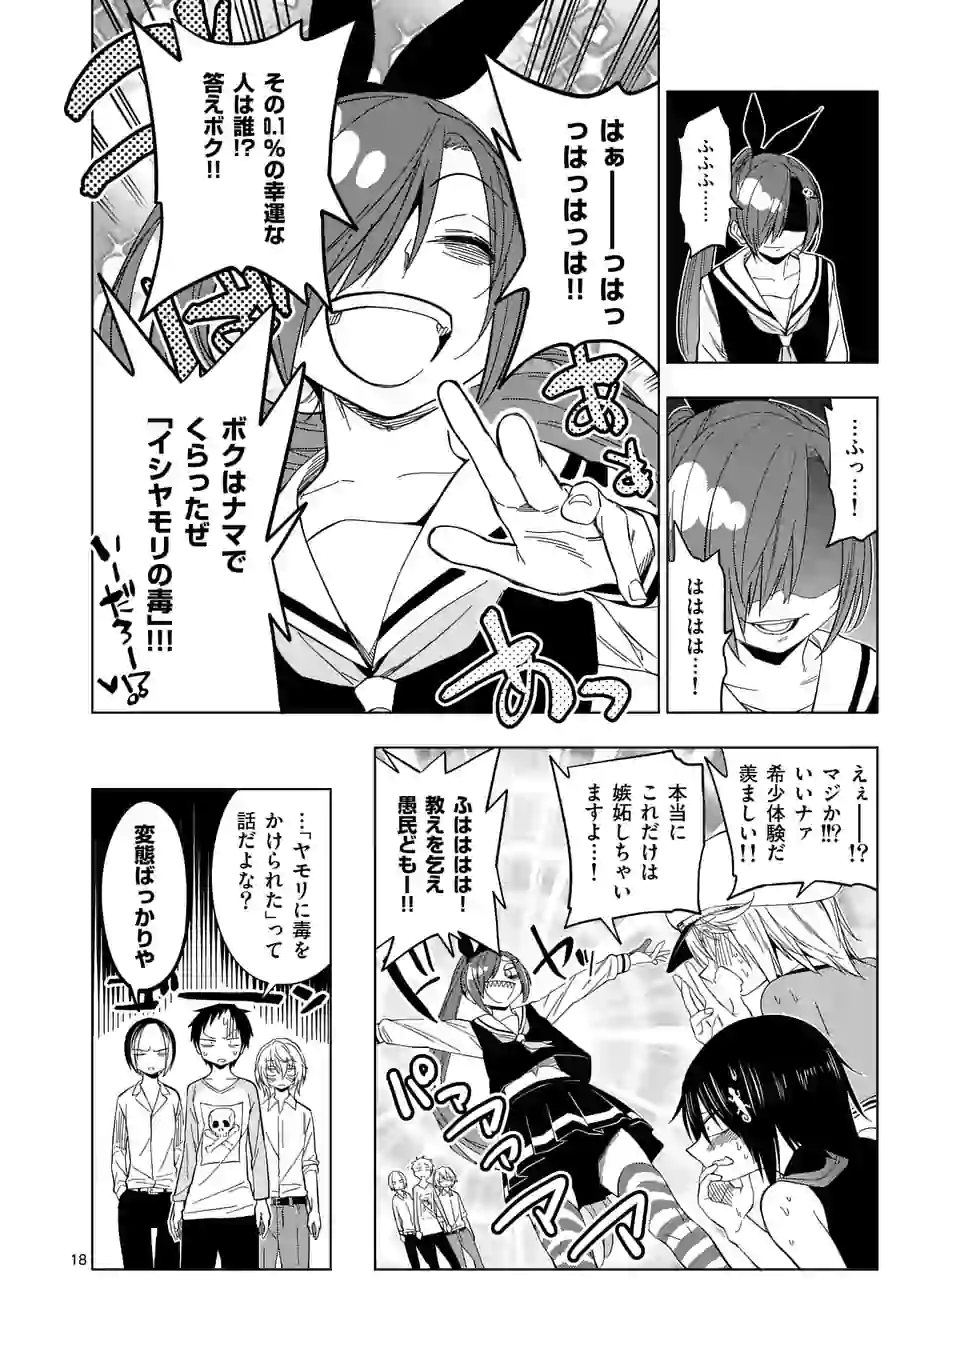 ふふふ……
…ふっ…！
はははは…！
はぁ――っはっ
っはっはっは!!
その0.1％の幸運な
人は誰!?
答えボク!!
ボクはナマで
くらったぜ
「イシヤモリの毒」!!!
いーだろー!?
あぁぁ
あっ
えぇ――!?
マジか!!?
いいナァ
希少体験だ
羨ましい!!
本当に
これだけは
嫉妬しちゃい
ますよ…！
ふははは！
教えを乞え
愚民どもー!!
パァァァァ
…「ヤモリに毒を
かけられた」って
話だよな？
変態ばっかりや
18